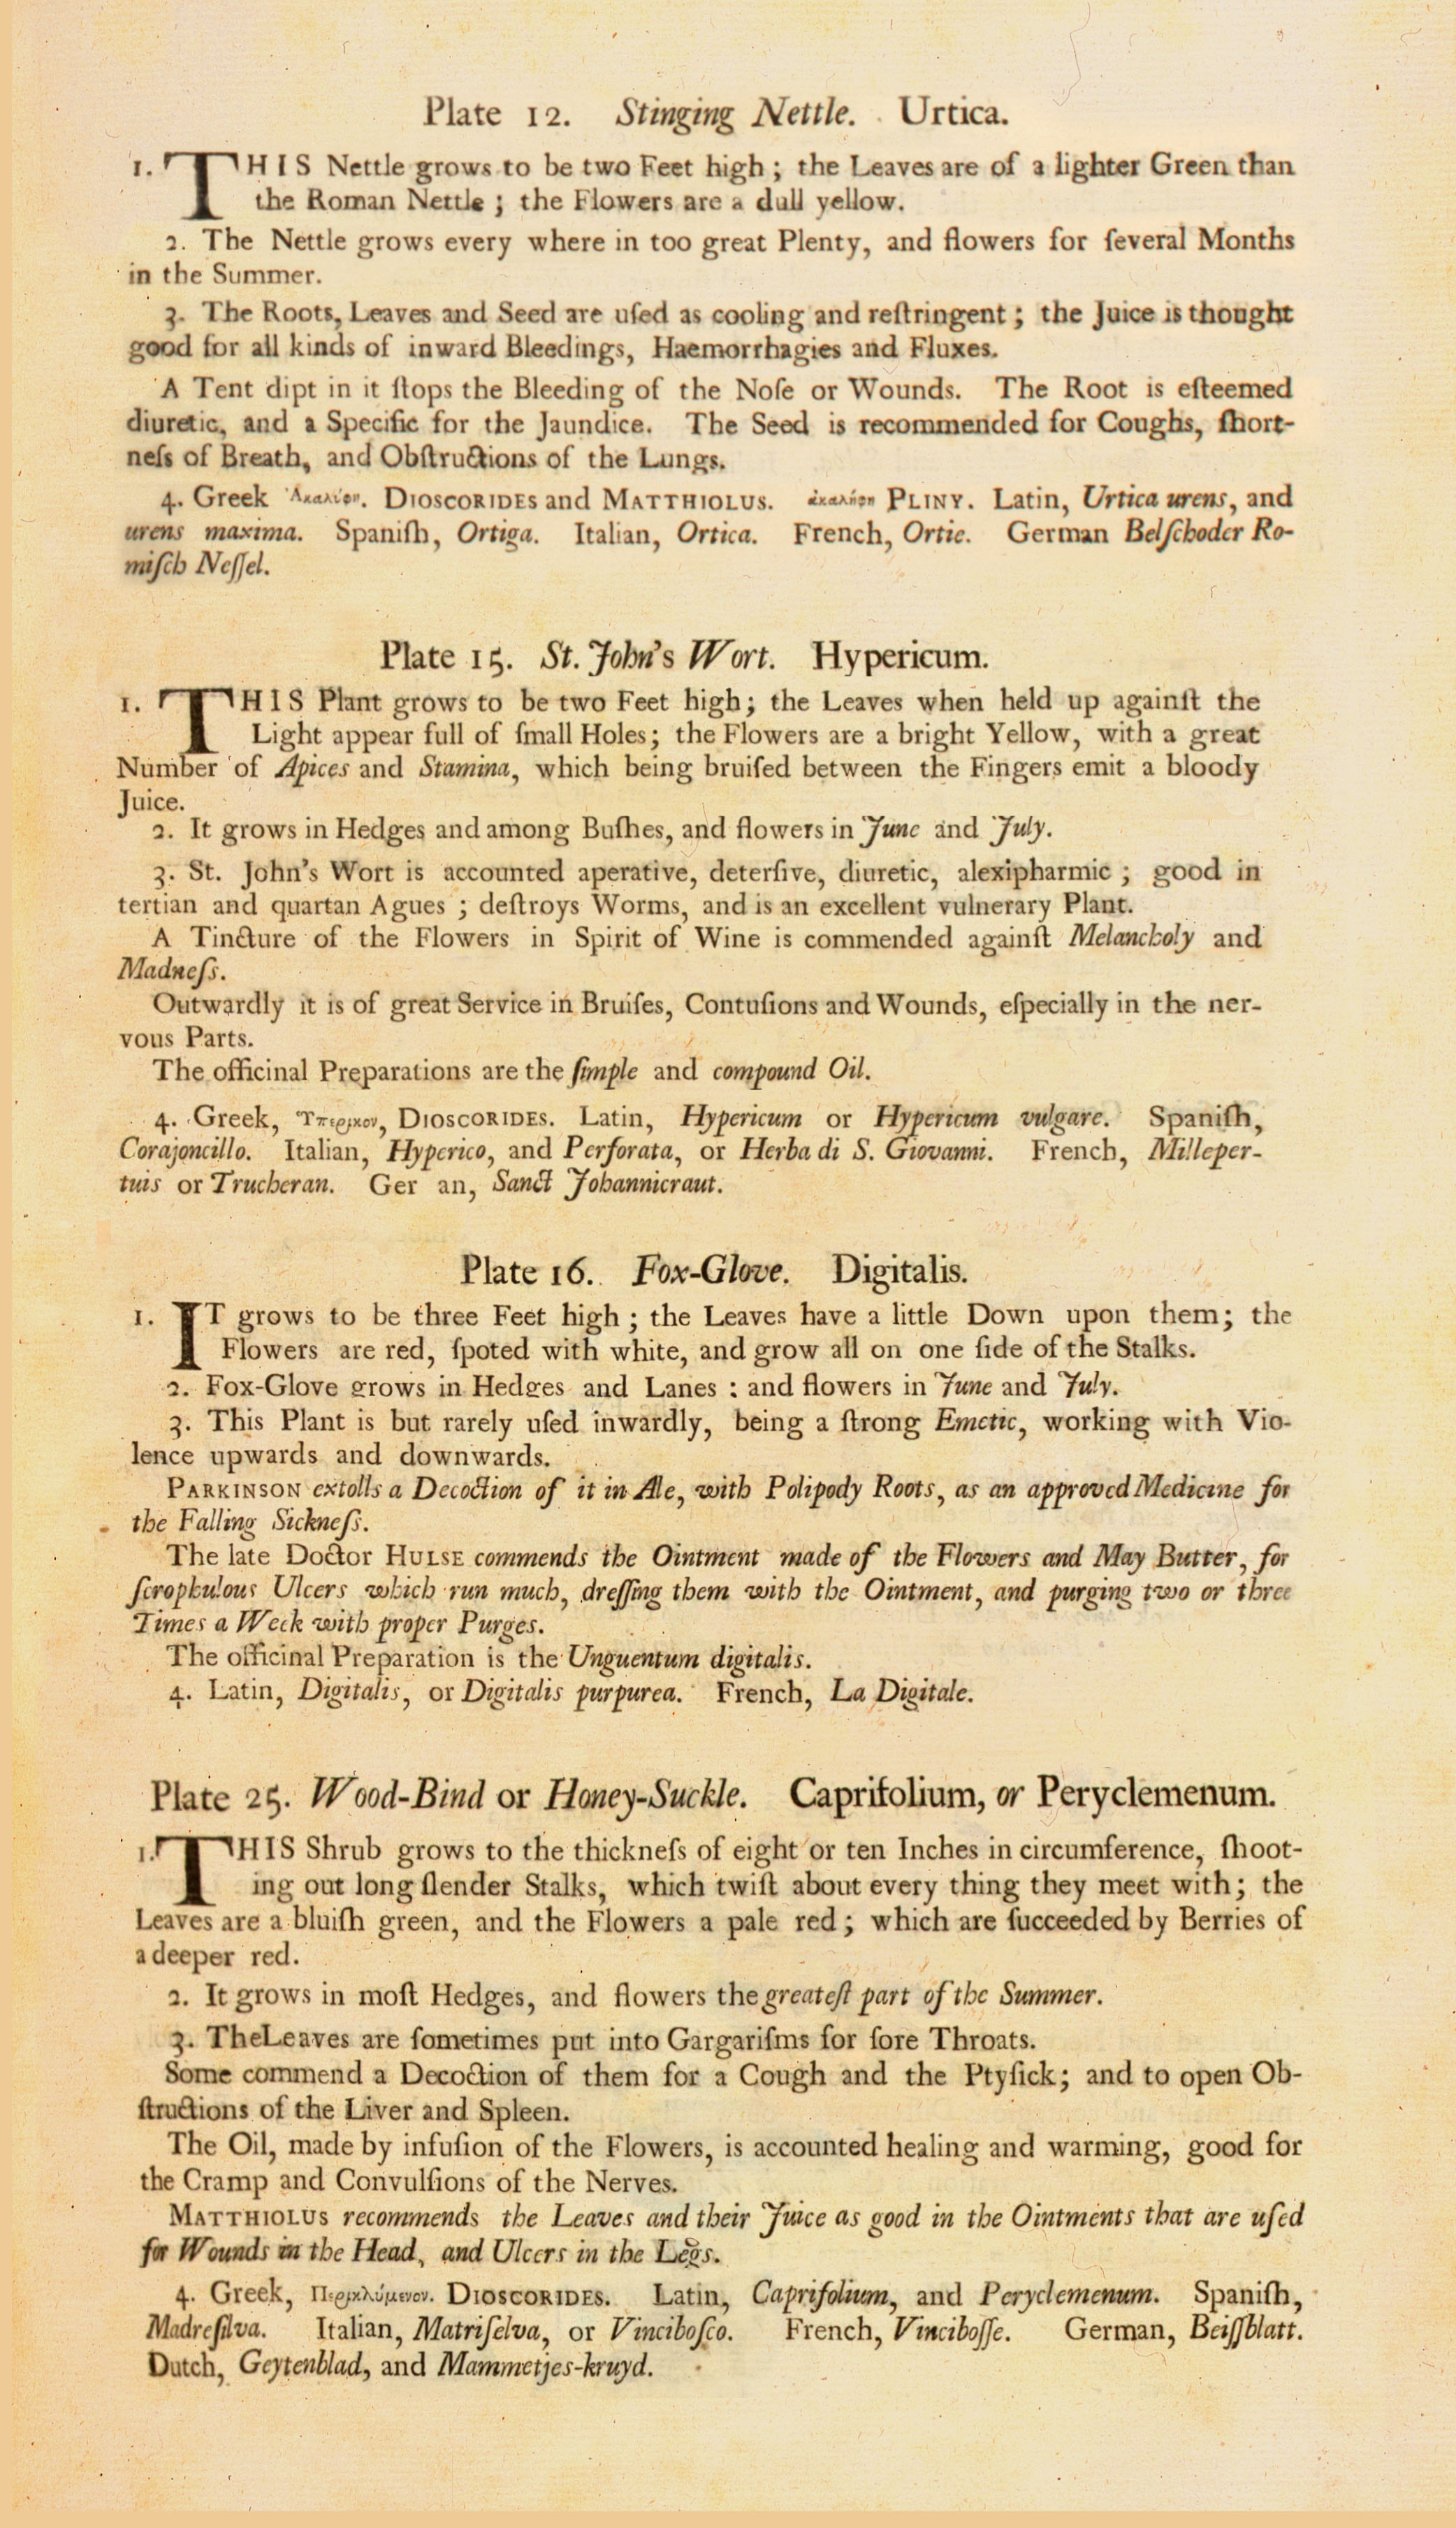 Plate 12. Stinging Nettle. Urtica.
1. THIS Nettle grows to be two Feet high; the Leaves are of a lighter Green than
the Roman Nettle; the Flowers are a dull yellow.
2. The Nettle grows every where in too great Plenty, and flowers for ſeveral Months
in the Summer.
3. The Roots, Leaves and Seed are uſed as cooling and reſtringent; the Juice is thought
good for all kinds of inward Bleedings, Haemorrhagies and Fluxes.
A Tent dipt in it ſtops the Bleeding of the Noſe or Wounds. The Root is eſteemed
diuretic, and a Specific for the Jaundice. The Seed is recommended for Coughs, ſhort-
neſs of Breath, and Obſtructions of the Lungs.
4. Greek Ἀκαλύφη. DIOSCORIDES and MATTHIOLUS. ἀκαλήφη PLINY. Latin, Urtica urens, and
urens maxima. Spaniſh, Ortiga. Italian, Ortica. French, Ortie. German Belſchoder Ro-
miſch Neſſel.
Plate 15. St. John's Wort. Hypericum.
1. THIS Plant grows to be two Feet high; the Leaves when held up againſt the
Light appear full of ſmall Holes; the Flowers are a bright Yellow, with a great
Number of Apices and Stamina, which being bruiſed between the Fingers emit a bloody
Juice.
2. It grows in Hedges and among Buſhes, and flowers in June and July.
3. St. John's Wort is accounted aperative, deterſive, diuretic, alexipharmic; good in
tertian and quartan Agues; deſtroys Worms, and is an excellent vulnerary Plant.
A Tincture of the Flowers in Spirit of Wine is commended againſt Melancholy and
Madneſs.
Outwardly it is of great Service in Bruiſes, Contuſions and Wounds, eſpecially in the ner-
vous Parts.
The officinal Preparations are the ſimple and compound Oil.
4. Greek, Ὑπερικον, DIOSCORIDES. Latin, Hypericum or Hypericum vulgare. Spaniſh,
Corajoncillo. Italian, Hyperico, and Perforata, or Herba di S. Giovanni. French, Milleper-
tuis or Trucheran. Ger an, Sanct Johannicraut.
Plate 16. Fox-Glove. Digitalis.
1. IT grows to be three Feet high; the Leaves have a little Down upon them; the
Flowers are red, ſpoted with white, and grow all on one ſide of the Stalks.
2. Fox-Glove grows in Hedges and Lanes: and flowers in June and July.
3. This Plant is but rarely uſed inwardly, being a ſtrong Emetic, working with Vio-
lence upwards and downwards.
PARKINSON extolls a Decoction of it in Ale, with Polipody Roots, as an approved Medicine for
the Falling Sickneſs.
The late Doctor HULSE commends the Ointment made of the Flowers and May Butter, for
ſcrophulous Ulcers which run much, dreſſing them with the Ointment, and purging two or three
Times a Week with proper Purges.
The officinal Preparation is the Unguentum digitalis.
4. Latin, Digitalis, or Digitalis purpurea. French, La Digitale.
Plate 25. Wood-Bind or Honey-Suckle. Caprifolium, or Peryclemenum.
1. THIS Shrub grows to the thickneſs of eight or ten Inches in circumference, ſhoot-
ing out long ſlender Stalks, which twiſt about every thing they meet with; the
Leaves are a bluiſh green, and the Flowers a pale red; which are ſucceeded by Berries of
a deeper red.
2. It grows in moſt Hedges, and flowers the greateſt part of the Summer.
3. The Leaves are ſometimes put into Gargariſms for ſore Throats.
Some commend a Decoction of them for a Cough and the Ptyſick; and to open Ob-
ſtructions of the Liver and Spleen.
The Oil, made by infuſion of the Flowers, is accounted healing and warming, good for
the Cramp and Convulſions of the Nerves.
MATTHIOLUS recommends the Leaves and their Juice as good in the Ointments that are uſed
for Wounds in the Head, and Ulcers in the Legs.
4. Greek, Περικλύμενον. DIOSCORIDES. Latin, Caprifolium, and Peryclemenum. Spaniſh,
Madreſilva. Italian, Matriſelva, or Vinciboſco. French, Vinciboſſe. German, Beiſſblatt.
Dutch, Geytenblad, and Mammetjes-kruyd.